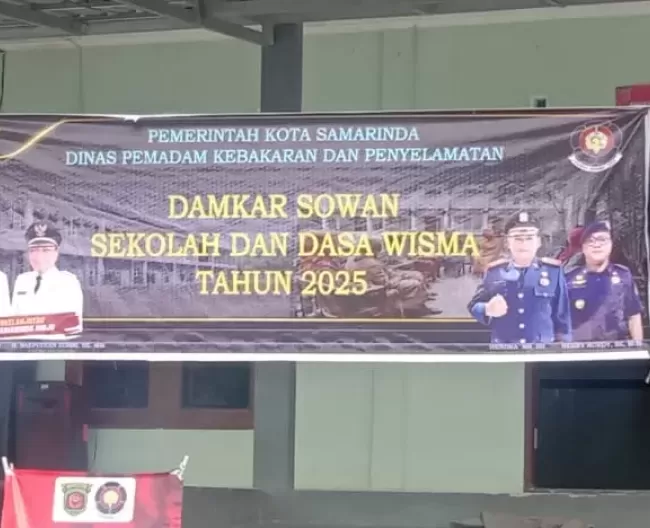 PEMERINTAH KOTA SAMARINDA
DINAS PEMADAM KEBAKARAN DAN PENYELAMATAN
DAMKAR SOWAN
SEKOLAH DAN DASA WISMA
TAHUN 2025